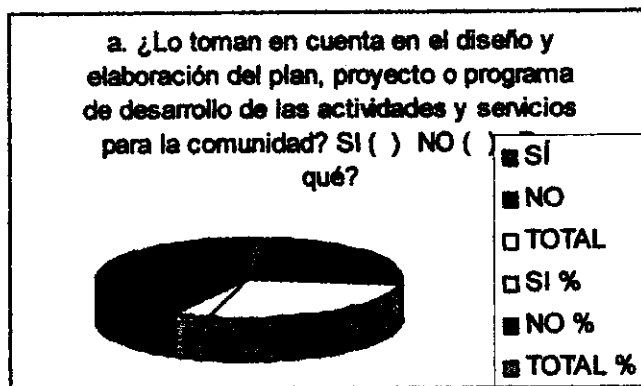 a. ¿Lo toman en cuenta en el diseño y
elaboración del plan, proyecto o programa
de desarrollo de las actividades y servicios
para la comunidad? SI ( ) NO ( )
qué?
SÍ
NO
TOTAL
SI %
NO %
TOTAL %